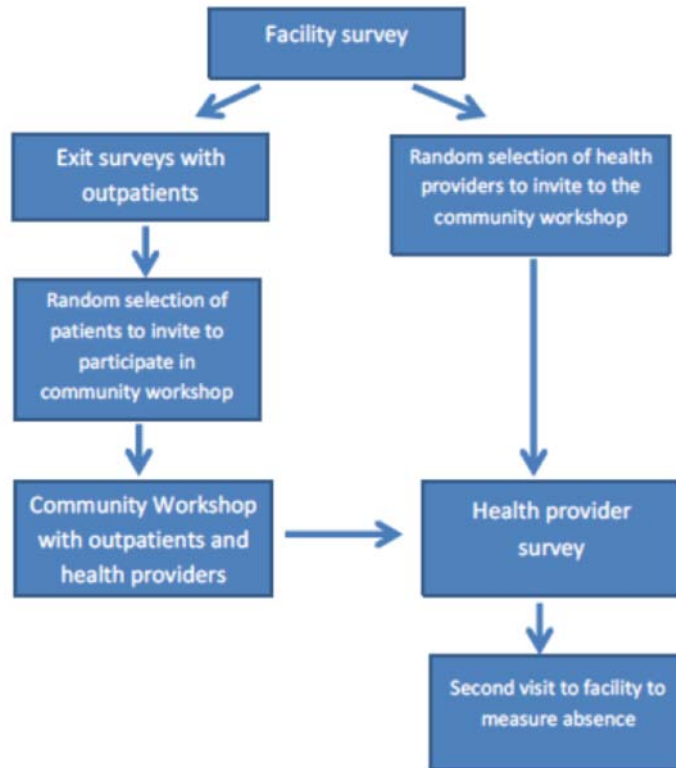 Facility survey
Exit surveys with
outpatients
Random selection of health
providers to invite to the
community workshop
Random selection of
patients to invite to
participate in
community workshop
Community Workshop
with outpatients and
health providers
Health provider
survey
Second visit to facility to
measure absence